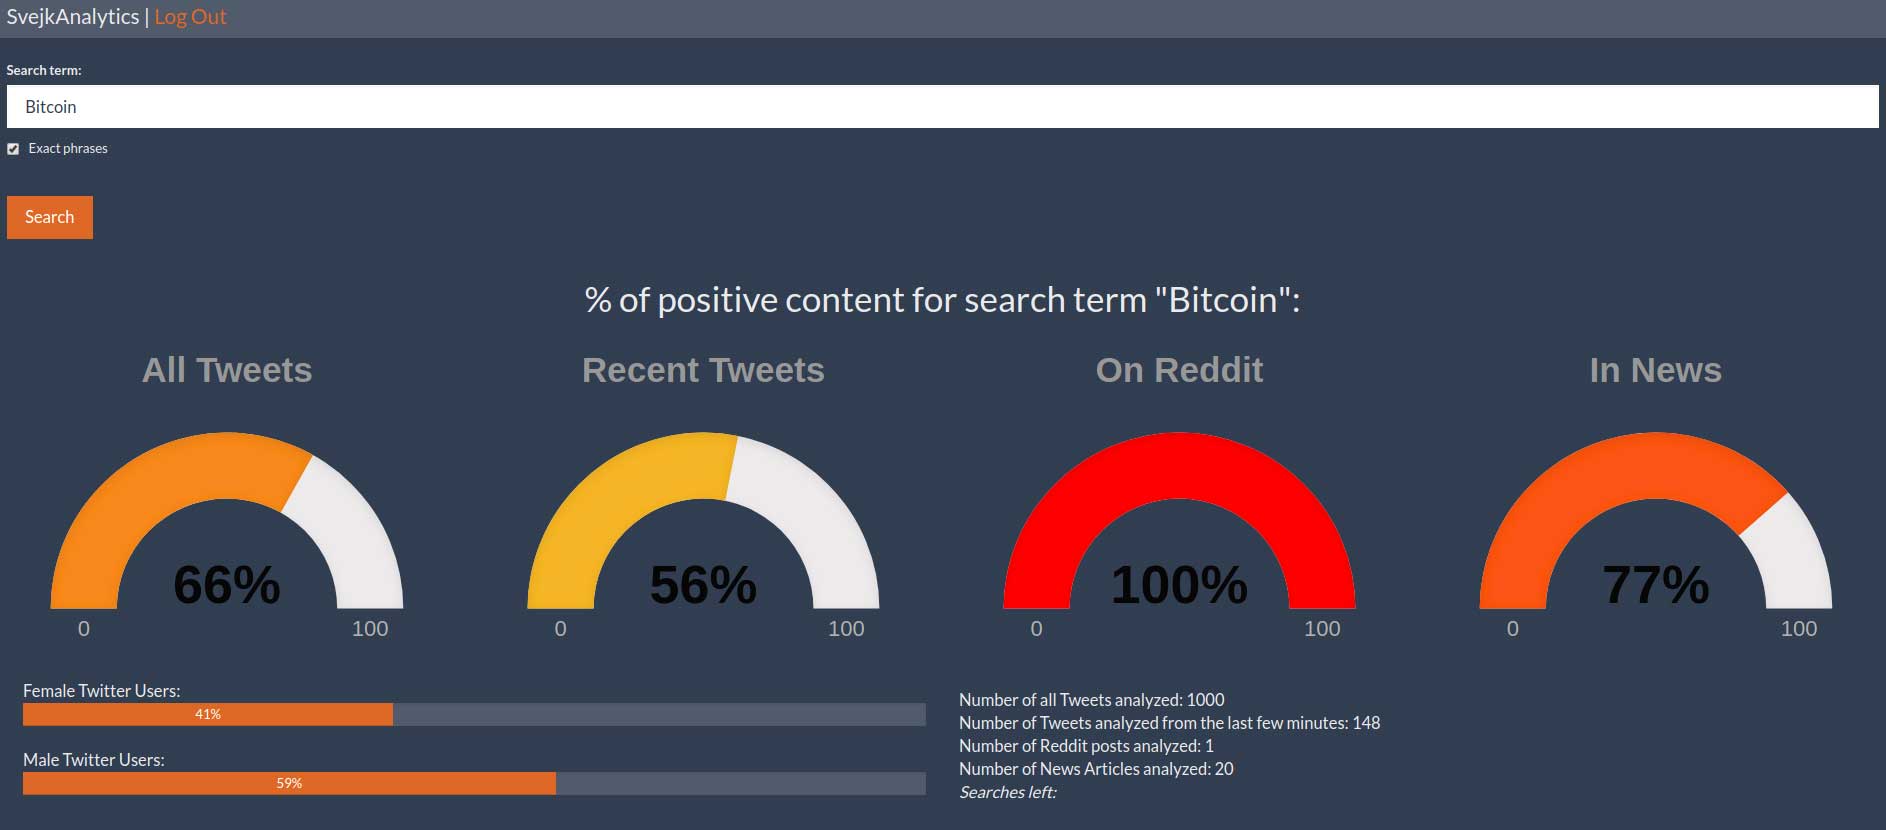 SvejkAnalytics | Log Out
Search term:
Bitcoin
Exact phrases
Search
% of positive content for search term "Bitcoin":
All Tweets
66%
0 100
Recent Tweets
56%
0 100
On Reddit
100%
0 100
In News
77%
0 100
Female Twitter Users:
41%
Male Twitter Users:
59%
Number of all Tweets analyzed: 1000
Number of Tweets analyzed from the last few minutes: 148
Number of Reddit posts analyzed: 1
Number of News Articles analyzed: 20
Searches left: